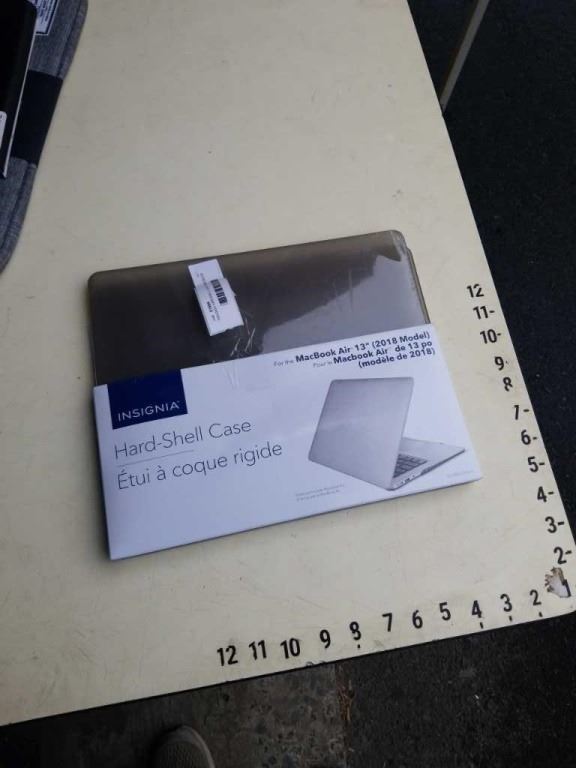 For the MacBook Air 13" (2018 Model)
Pour le Macbook Air de 13 po
(modèle de 2018)
INSIGNIA
Hard-Shell Case
Étui à coque rigide
12
11-
10-
9-
8
7-
6-
5-
4-
3-
2-
12 11 10 9 8 7 6 5 4 3 2